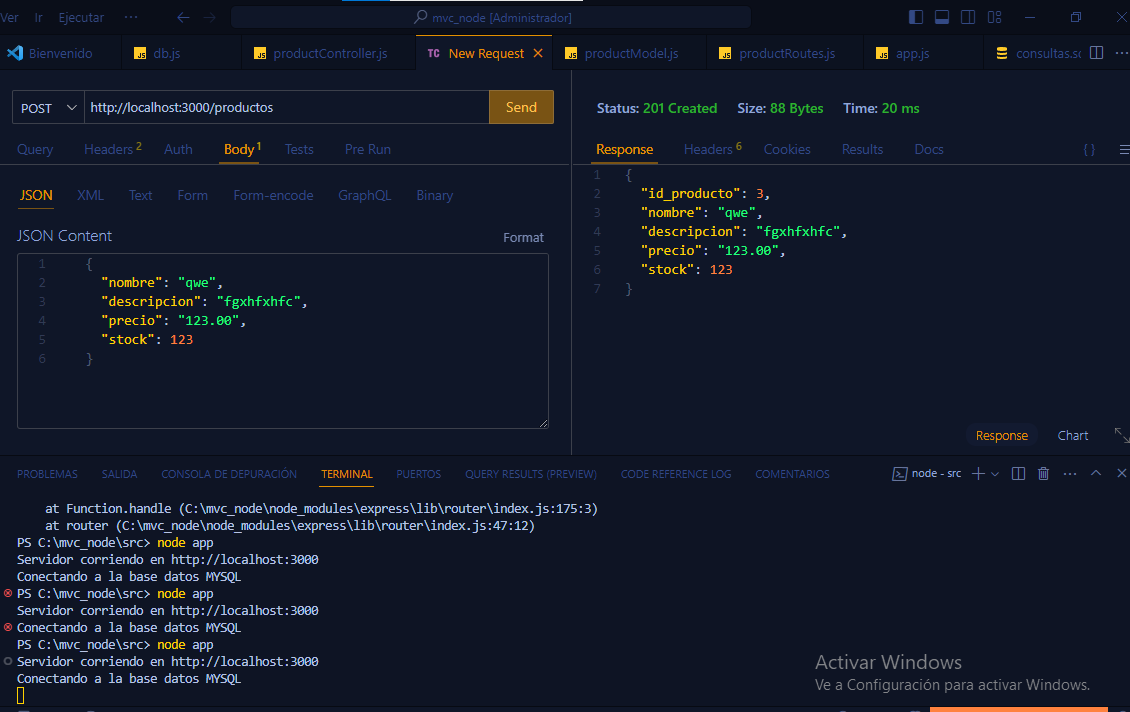 Ver Ir Ejecutar ··· mvc_node [Administrador]
Bienvenido JS db.js JS productController.js TC New Request JS productModel.js JS productRoutes.js JS app.js consultas.sc ···
POST http://localhost:3000/productos Send
Status: 201 Created Size: 88 Bytes Time: 20 ms
Query Headers 2 Auth Body 1 Tests Pre Run
Response Headers 6 Cookies Results Docs { }
JSON XML Text Form Form-encode GraphQL Binary
JSON Content Format
1 {
2 "nombre": "qwe",
3 "descripcion": "fgxhfxhfc",
4 "precio": "123.00",
5 "stock": 123
6 }
1 {
2 "id_producto": 3,
3 "nombre": "qwe",
4 "descripcion": "fgxhfxhfc",
5 "precio": "123.00",
6 "stock": 123
7 }
Response Chart
PROBLEMAS SALIDA CONSOLA DE DEPURACIÓN TERMINAL PUERTOS QUERY RESULTS (PREVIEW) CODE REFERENCE LOG COMENTARIOS node - src ···
at Function.handle (C:\mvc_node\node_modules\express\lib\router\index.js:175:3)
at router (C:\mvc_node\node_modules\express\lib\router\index.js:47:12)
PS C:\mvc_node\src> node app
Servidor corriendo en http://localhost:3000
Conectando a la base datos MYSQL
PS C:\mvc_node\src> node app
Servidor corriendo en http://localhost:3000
Conectando a la base datos MYSQL
PS C:\mvc_node\src> node app
Servidor corriendo en http://localhost:3000
Conectando a la base datos MYSQL
Activar Windows
Ve a Configuración para activar Windows.